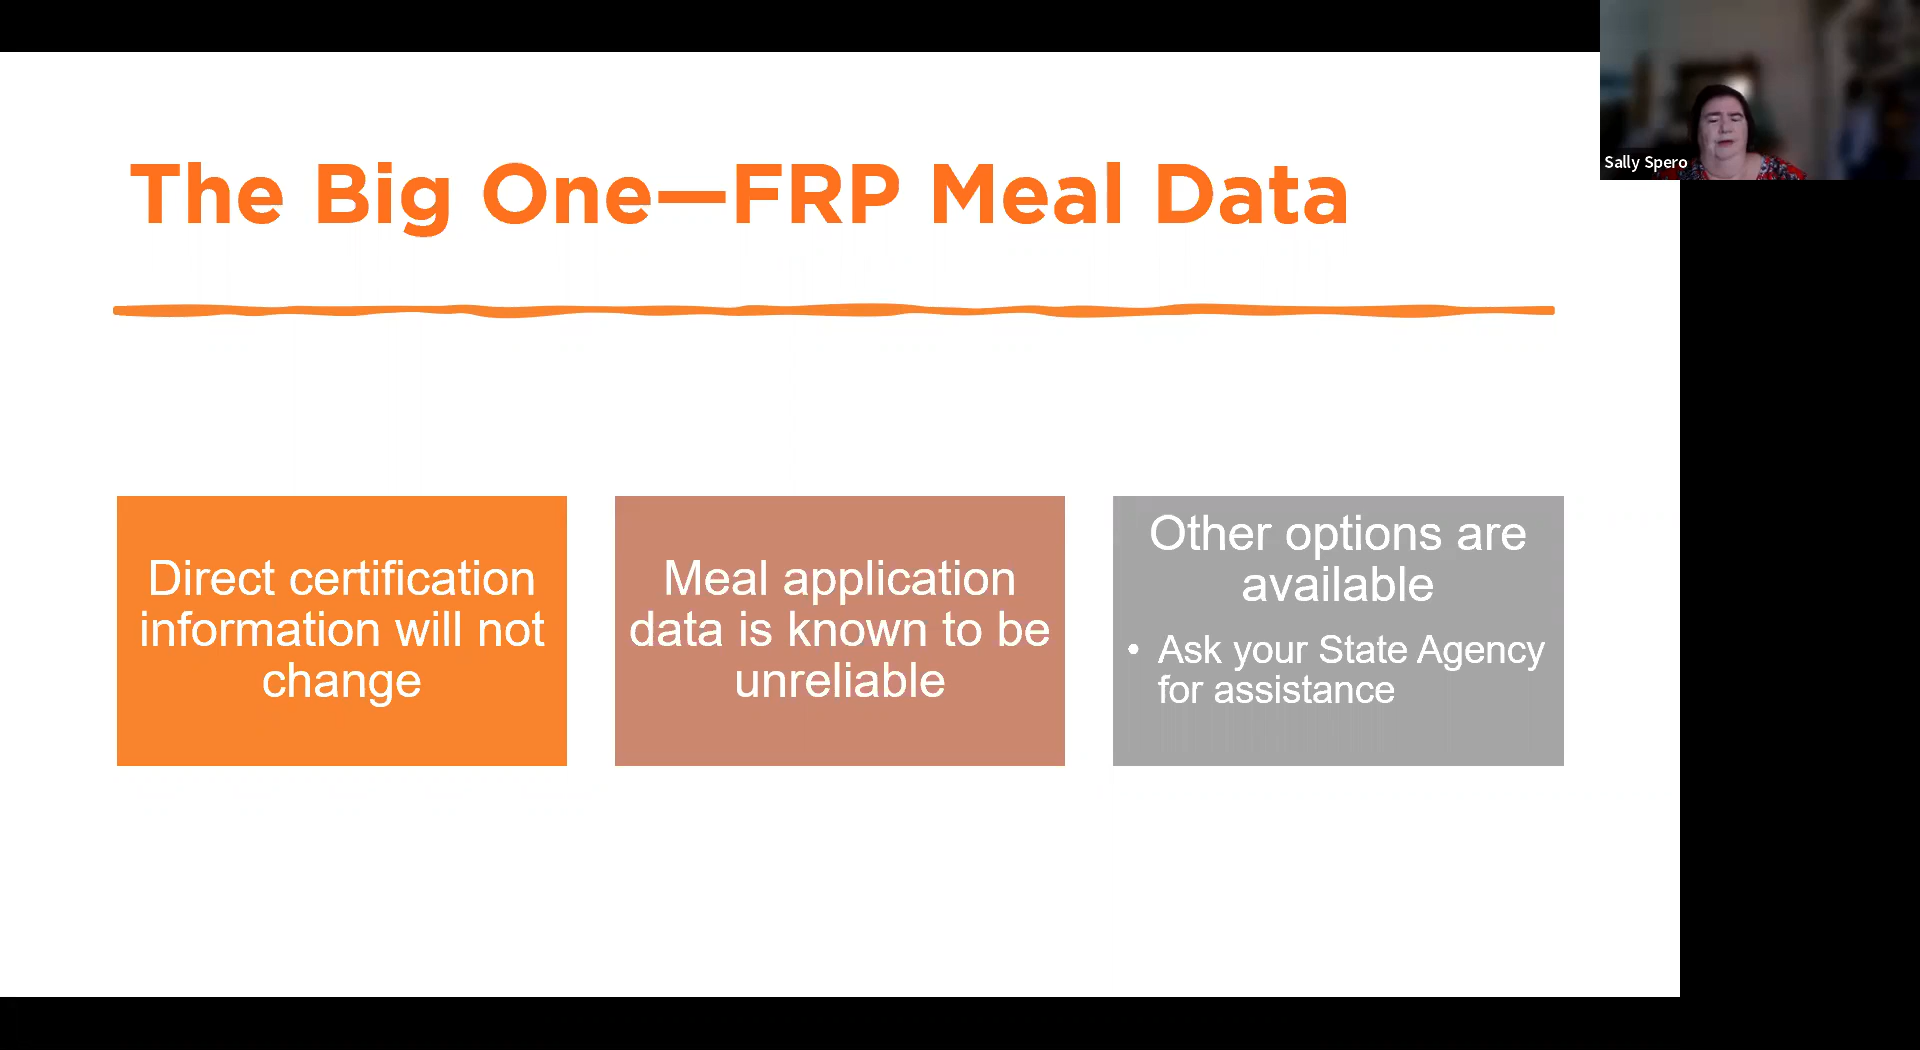 The Big One—FRP Meal Data
Sally Spero
Direct certification
information will not
change
Meal application
data is known to be
unreliable
Other options are
available
• Ask your State Agency
for assistance